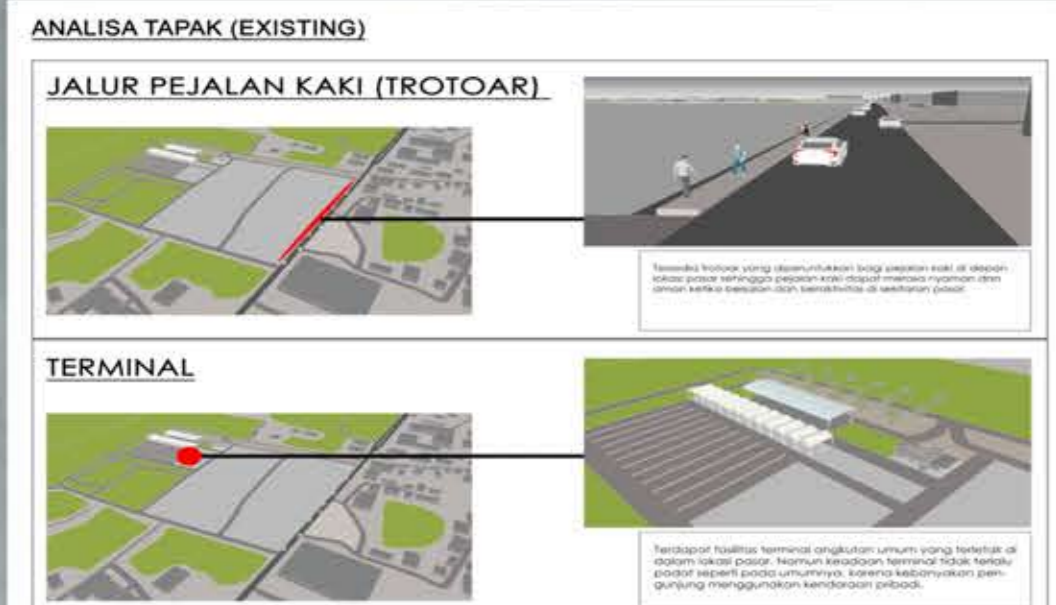 ANALISA TAPAK (EXISTING)
JALUR PEJALAN KAKI (TROTOAR)
Tersedia trotoar yang diperuntukkan bagi pejalan kaki di depan
lokasi pasar sehingga pejalan kaki dapat merasa nyaman dan
aman ketika berjalan dan beraktivitas di sekitaran pasar.
TERMINAL
Terdapat fasilitas terminal angkutan umum yang terletak di
dalam lokasi pasar. Namun keadaan terminal tidak terlalu
padat seperti pada umumnya, karena kebanyakan pen-
gunjung menggunakan kendaraan pribadi.